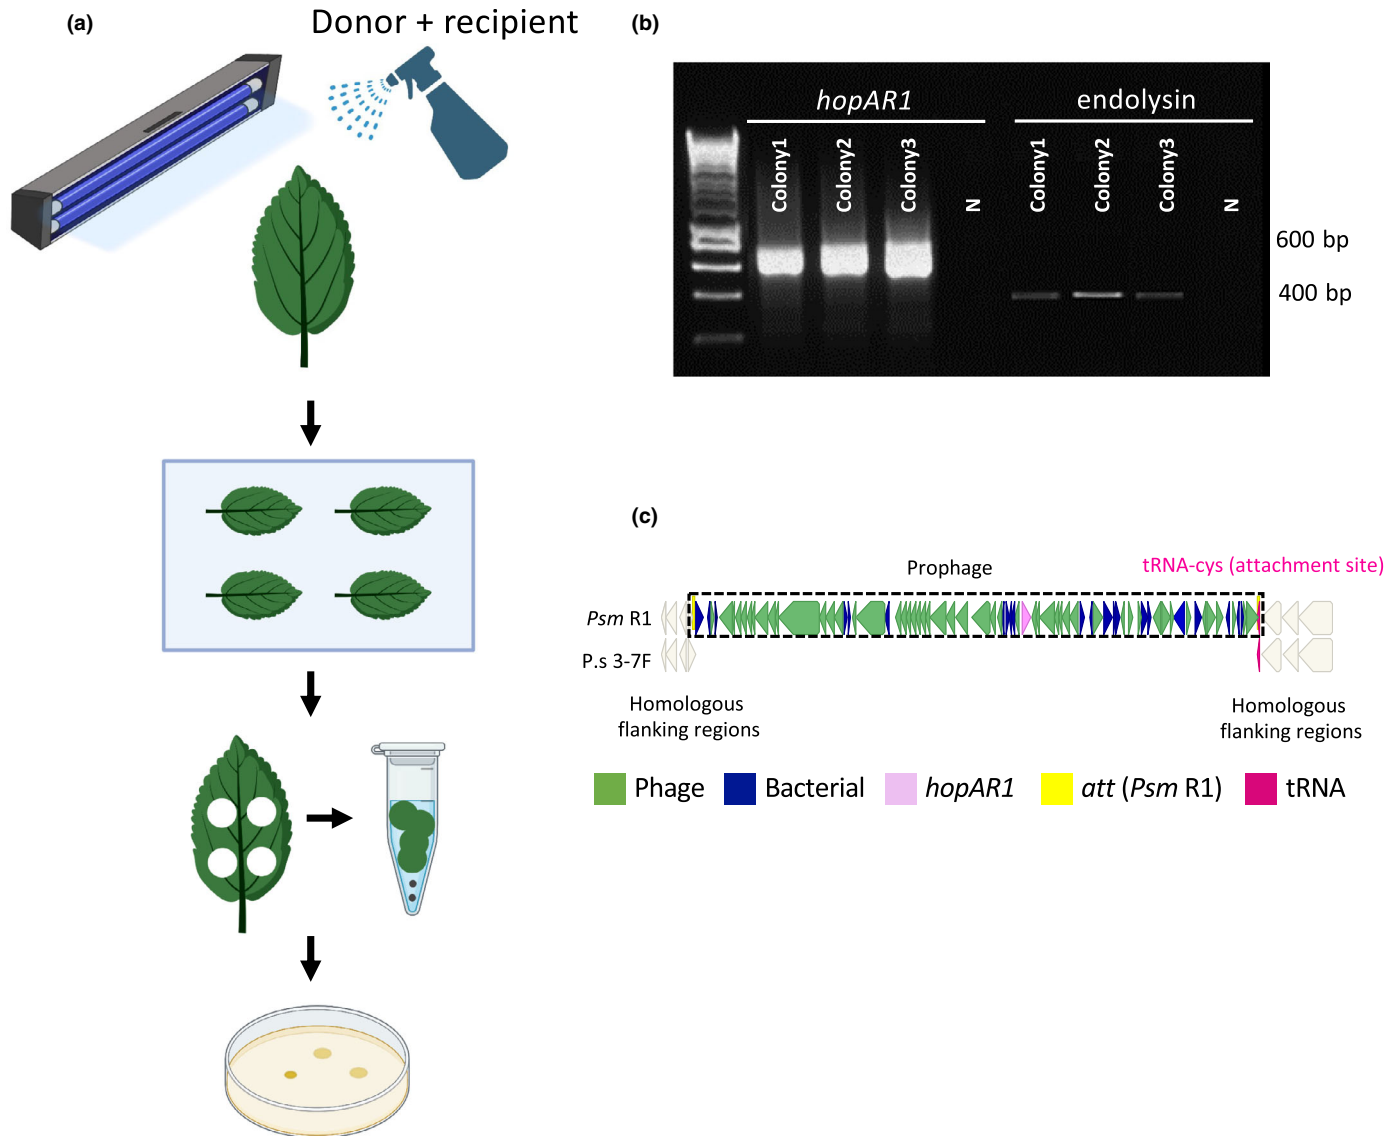 (a)
Donor + recipient
(b)
hopAR1
endolysin
Colony1
Colony2
Colony3
N
Colony1
Colony2
Colony3
N
600 bp
400 bp
(c)
Prophage
tRNA-cys (attachment site)
Psm R1
P.s 3-7F
Homologous
flanking regions
Homologous
flanking regions
Phage
Bacterial
hopAR1
att (Psm R1)
tRNA